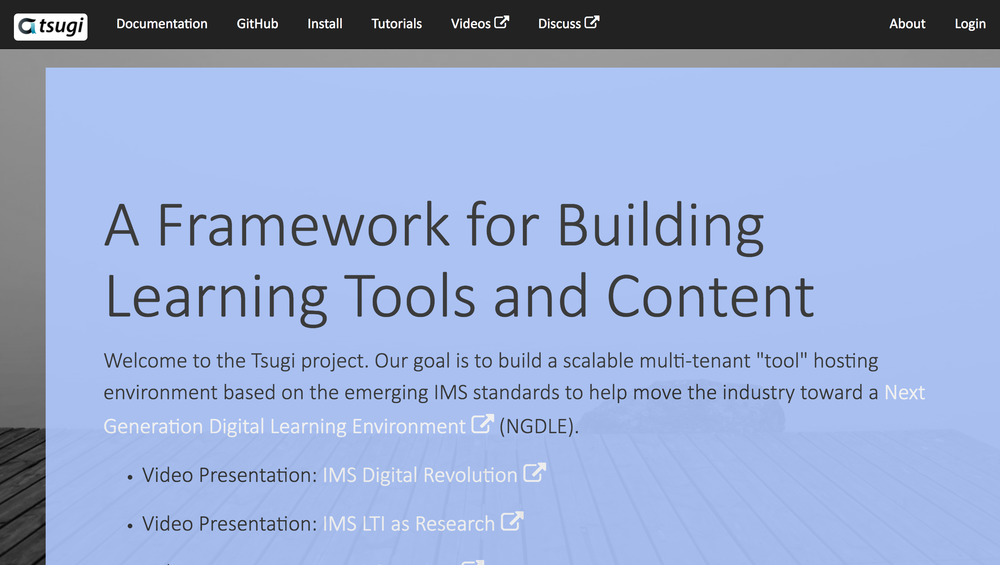 tsugi Documentation GitHub Install Tutorials Videos Discuss About Login
A Framework for Building
Learning Tools and Content
Welcome to the Tsugi project. Our goal is to build a scalable multi-tenant "tool" hosting
environment based on the emerging IMS standards to help move the industry toward a Next
Generation Digital Learning Environment (NGDLE).
• Video Presentation: IMS Digital Revolution
• Video Presentation: IMS LTI as Research